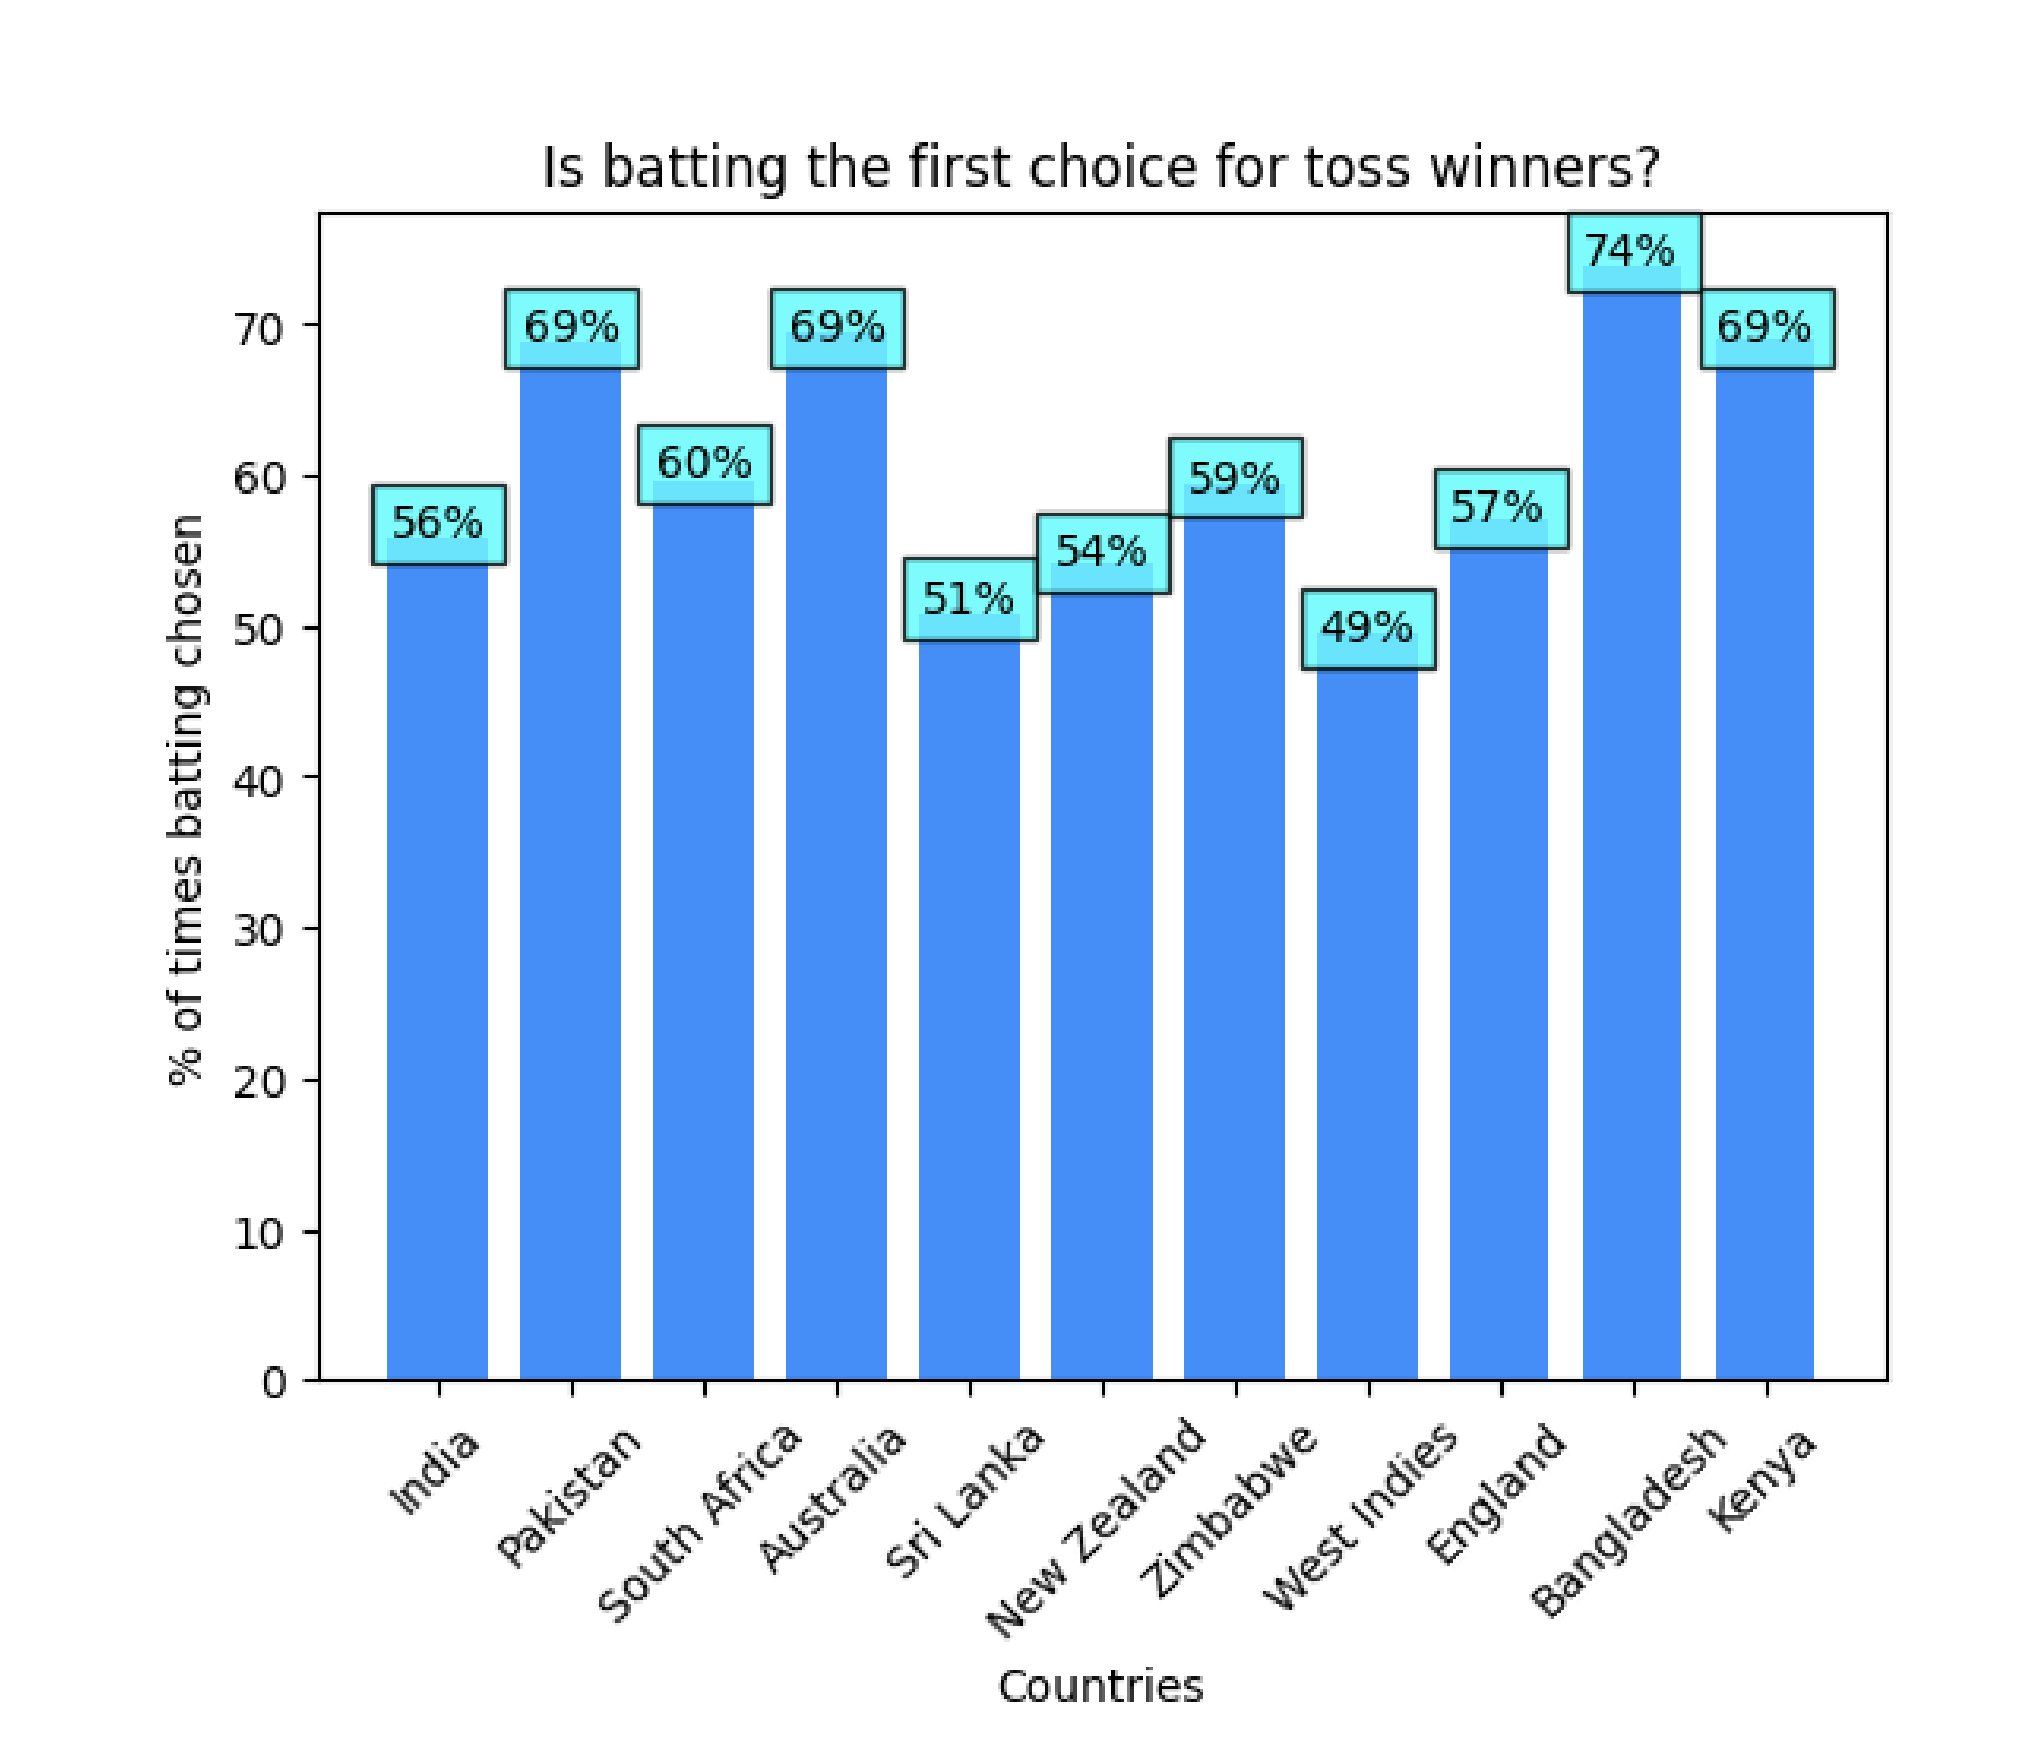 Is batting the first choice for toss winners?
% of times batting chosen
70
60
50
40
30
20
10
0
56%
69%
60%
69%
51%
54%
59%
49%
57%
74%
69%
India
Pakistan
South Africa
Australia
Sri Lanka
New Zealand
Zimbabwe
West Indies
England
Bangladesh
Kenya
Countries